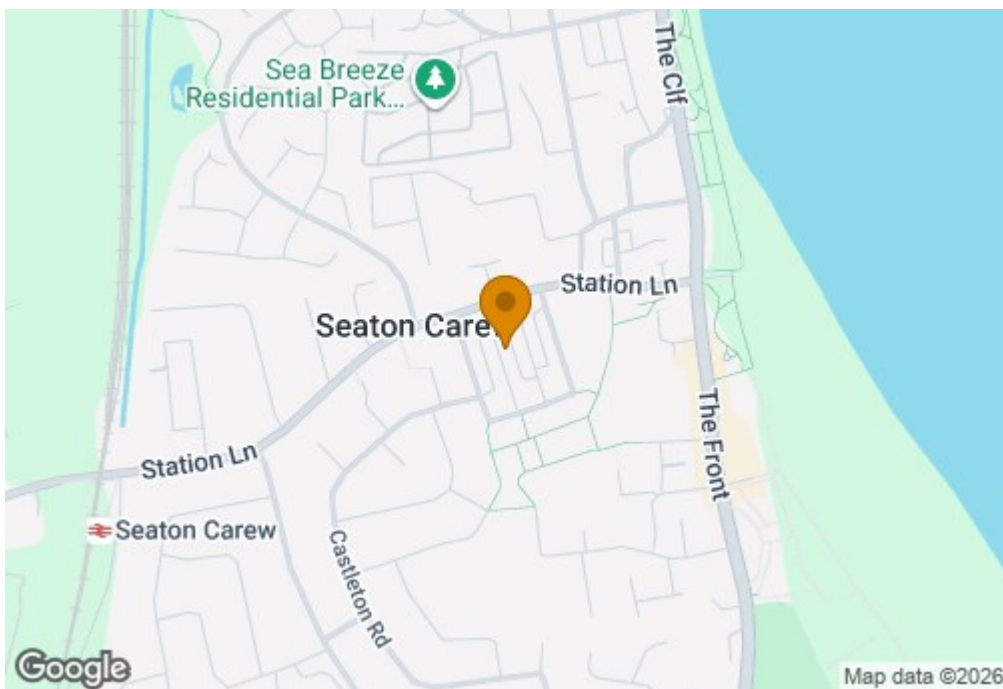 The Clf
Sea Breeze
Residential Park...
Station Ln
Seaton Carew
Station Ln
The Front
Seaton Carew
Castleton Rd
Google
Map data ©2026